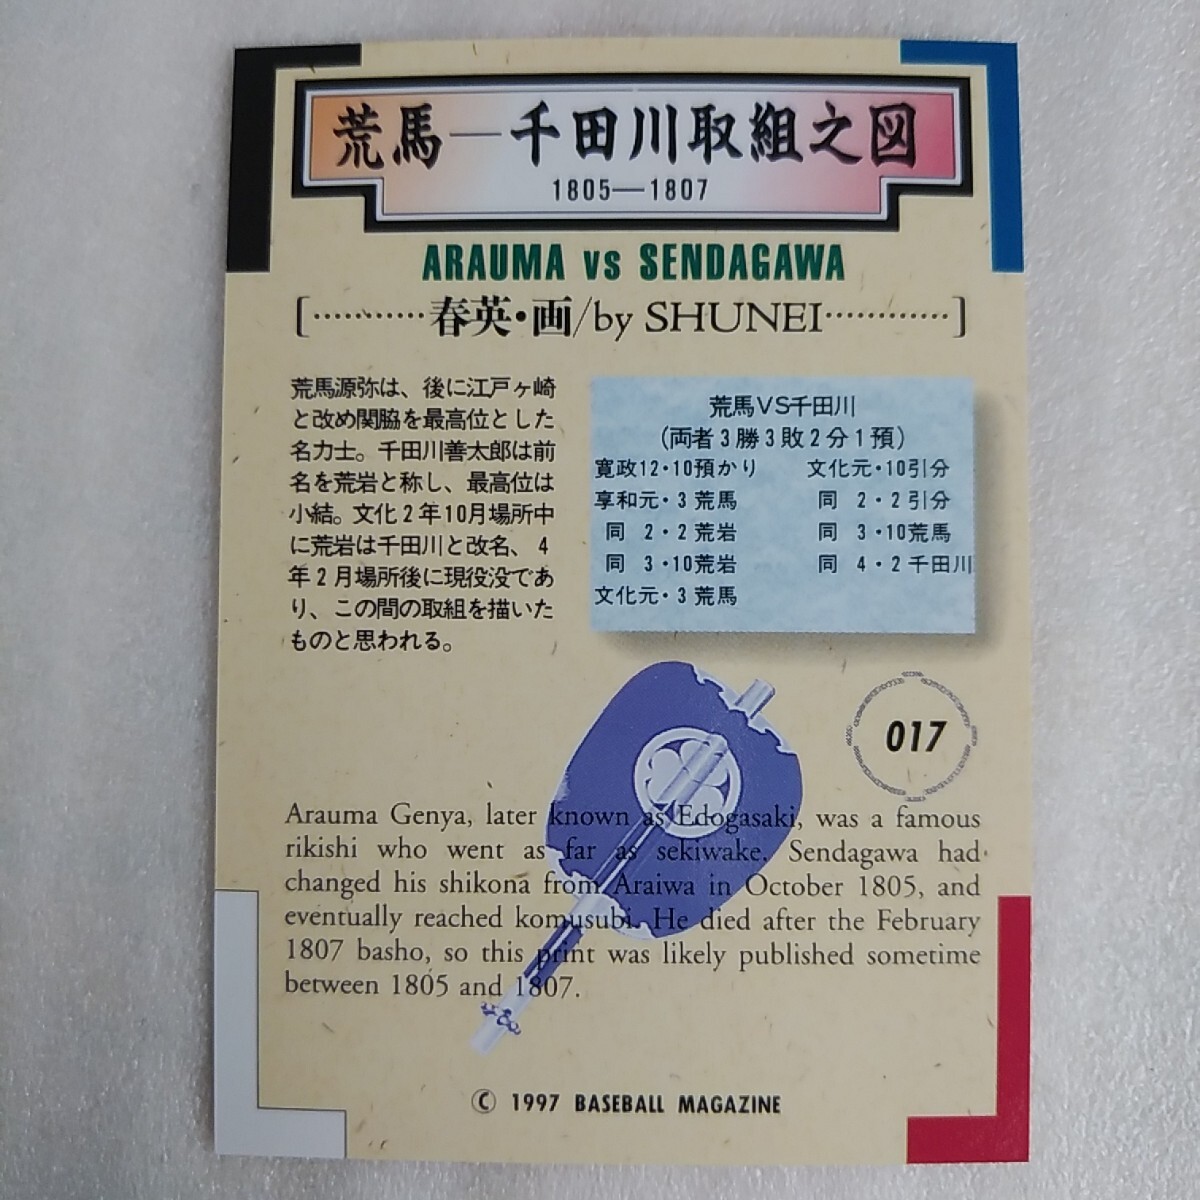 荒馬—千田川取組之図
1805—1807
ARAUMA vs SENDAGAWA
[………… 春英・画/by SHUNEI …………]
荒馬源弥は、後に江戸ヶ崎
と改め関脇を最高位とした
名力士。千田川善太郎は前
名を荒岩と称し、最高位は
小結。文化2年10月場所中
に荒岩は千田川と改名、4
年2月場所後に現役没であ
り、この間の取組を描いた
ものと思われる。
荒馬VS千田川
(両者3勝3敗2分1預)
寛政12・10預かり
享和元・3 荒馬
同 2・2 荒岩
同 3・10荒岩
文化元・3 荒馬
文化元・10引分
同 2・2引分
同 3・10荒馬
同 4・2千田川
017
Arauma Genya, later known as Edogasaki, was a famous
rikishi who went as far as sekiwake. Sendagawa had
changed his shikona from Araiwa in October 1805, and
eventually reached komusubi. He died after the February
1807 basho, so this print was likely published sometime
between 1805 and 1807.
© 1997 BASEBALL MAGAZINE